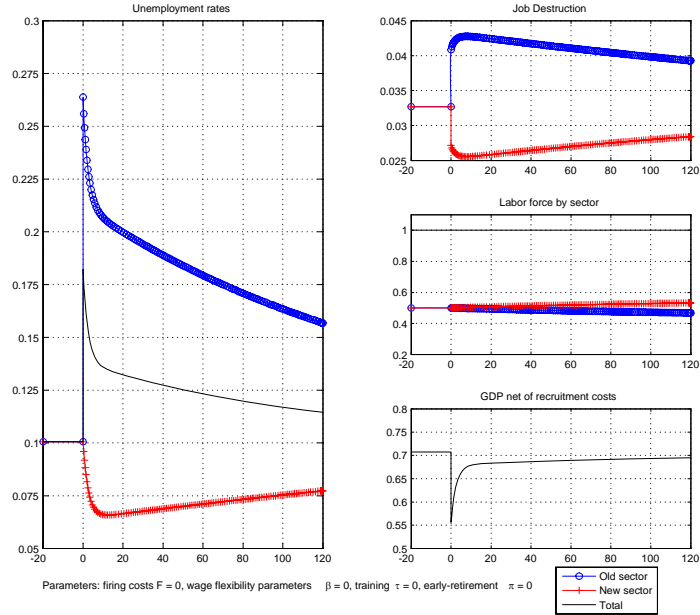 Unemployment rates
0.3
0.275
0.25
0.225
0.2
0.175
0.15
0.125
0.1
0.075
0.05
-20 0 20 40 60 80 100 120
Job Destruction
0.045
0.04
0.035
0.03
0.025
-20 0 20 40 60 80 100 120
Labor force by sector
1
0.8
0.6
0.4
0.2
-20 0 20 40 60 80 100 120
GDP net of recruitment costs
0.8
0.75
0.7
0.65
0.6
0.55
0.5
-20 0 20 40 60 80 100 120
Parameters: firing costs F = 0, wage flexibility parameters β = 0, training τ = 0, early-retirement π = 0
Old sector
New sector
Total